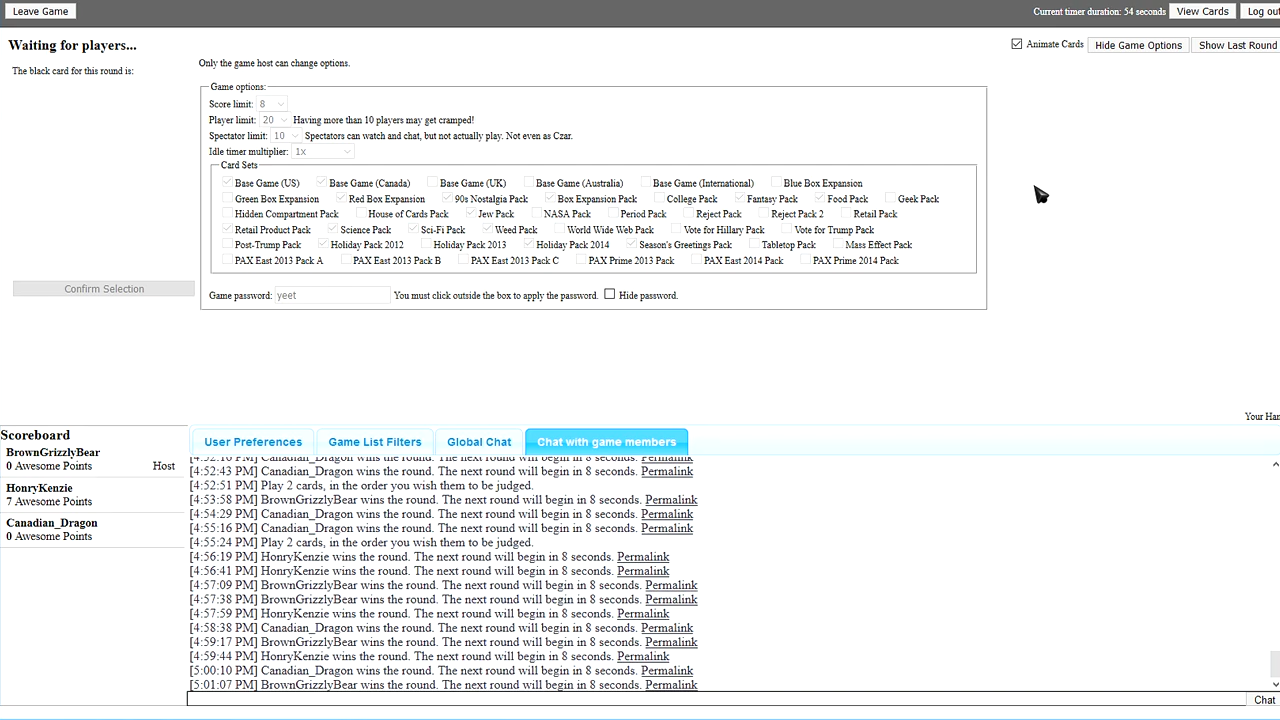 Leave Game
Current timer duration: 54 seconds
View Cards
Log out
Waiting for players...
Animate Cards
Hide Game Options
Show Last Round
The black card for this round is:
Only the game host can change options.
Game options:
Score limit: 8
Player limit: 20 Having more than 10 players may get cramped!
Spectator limit: 10 Spectators can watch and chat, but not actually play. Not even as Czar.
Idle timer multiplier: 1x
Card Sets
Base Game (US) Base Game (Canada) Base Game (UK) Base Game (Australia) Base Game (International) Blue Box Expansion
Green Box Expansion Red Box Expansion 90s Nostalgia Pack Box Expansion Pack College Pack Fantasy Pack Food Pack Geek Pack
Hidden Compartment Pack House of Cards Pack Jew Pack NASA Pack Period Pack Reject Pack Reject Pack 2 Retail Pack
Retail Product Pack Science Pack Sci-Fi Pack Weed Pack World Wide Web Pack Vote for Hillary Pack Vote for Trump Pack
Post-Trump Pack Holiday Pack 2012 Holiday Pack 2013 Holiday Pack 2014 Season's Greetings Pack Tabletop Pack Mass Effect Pack
PAX East 2013 Pack A PAX East 2013 Pack B PAX East 2013 Pack C PAX Prime 2013 Pack PAX East 2014 Pack PAX Prime 2014 Pack
Confirm Selection
Game password: yeet You must click outside the box to apply the password. Hide password.
Your Han
Scoreboard
BrownGrizzlyBear
0 Awesome Points Host
HonryKenzie
7 Awesome Points
Canadian_Dragon
0 Awesome Points
User Preferences
Game List Filters
Global Chat
Chat with game members
[4:52:10 PM] Canadian_Dragon wins the round. The next round will begin in 8 seconds. Permalink
[4:52:43 PM] Canadian_Dragon wins the round. The next round will begin in 8 seconds. Permalink
[4:52:51 PM] Play 2 cards, in the order you wish them to be judged.
[4:53:58 PM] BrownGrizzlyBear wins the round. The next round will begin in 8 seconds. Permalink
[4:54:29 PM] Canadian_Dragon wins the round. The next round will begin in 8 seconds. Permalink
[4:55:16 PM] Canadian_Dragon wins the round. The next round will begin in 8 seconds. Permalink
[4:55:24 PM] Play 2 cards, in the order you wish them to be judged.
[4:56:19 PM] HonryKenzie wins the round. The next round will begin in 8 seconds. Permalink
[4:56:41 PM] HonryKenzie wins the round. The next round will begin in 8 seconds. Permalink
[4:57:09 PM] BrownGrizzlyBear wins the round. The next round will begin in 8 seconds. Permalink
[4:57:38 PM] BrownGrizzlyBear wins the round. The next round will begin in 8 seconds. Permalink
[4:57:59 PM] HonryKenzie wins the round. The next round will begin in 8 seconds. Permalink
[4:58:38 PM] Canadian_Dragon wins the round. The next round will begin in 8 seconds. Permalink
[4:59:17 PM] BrownGrizzlyBear wins the round. The next round will begin in 8 seconds. Permalink
[4:59:44 PM] HonryKenzie wins the round. The next round will begin in 8 seconds. Permalink
[5:00:10 PM] Canadian_Dragon wins the round. The next round will begin in 8 seconds. Permalink
[5:01:07 PM] BrownGrizzlyBear wins the round. The next round will begin in 8 seconds. Permalink
Chat